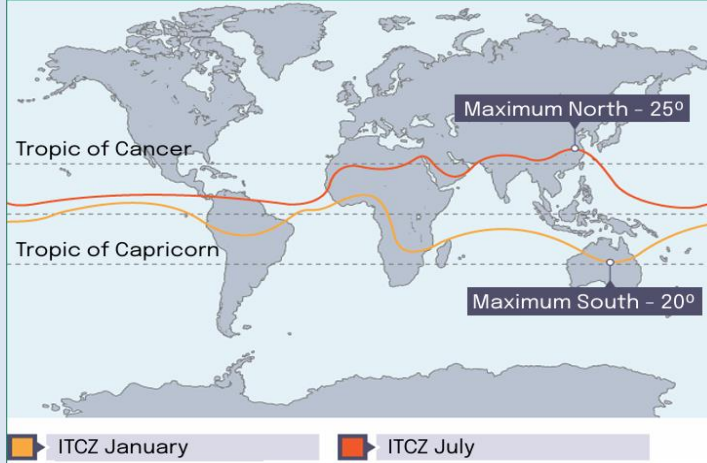 Maximum North - 25º
Tropic of Cancer
Tropic of Capricorn
Maximum South - 20º
ITCZ January
ITCZ July